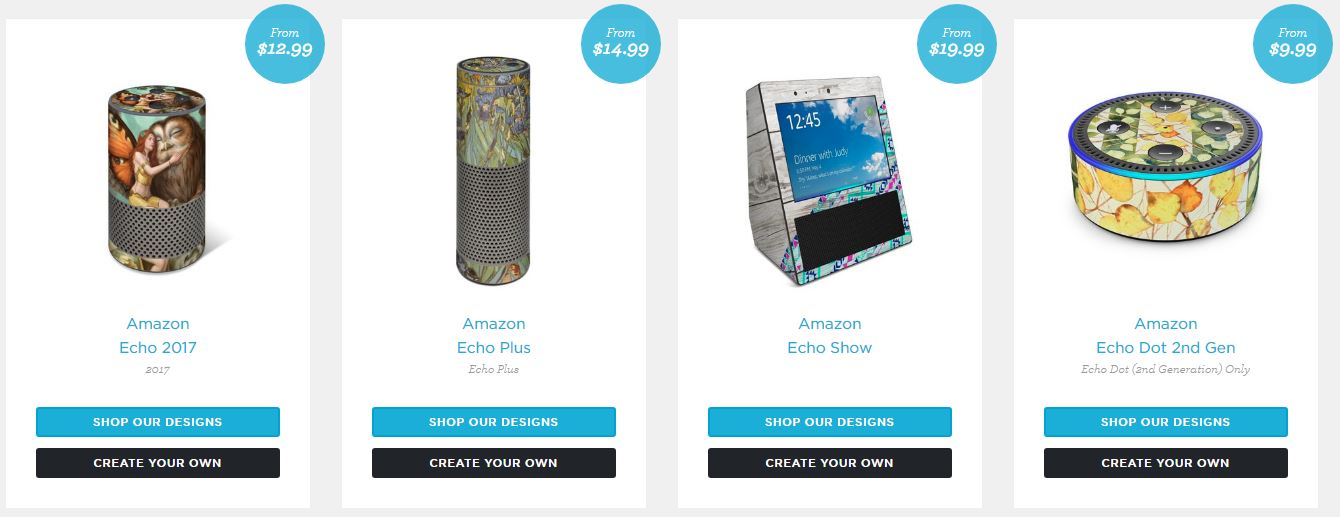 From
$12.99
Amazon
Echo 2017
2017
SHOP OUR DESIGNS
CREATE YOUR OWN
From
$14.99
Amazon
Echo Plus
Echo Plus
SHOP OUR DESIGNS
CREATE YOUR OWN
From
$19.99
12:45
Dinner with Judy
Amazon
Echo Show
SHOP OUR DESIGNS
CREATE YOUR OWN
From
$9.99
Amazon
Echo Dot 2nd Gen
Echo Dot (2nd Generation) Only
SHOP OUR DESIGNS
CREATE YOUR OWN